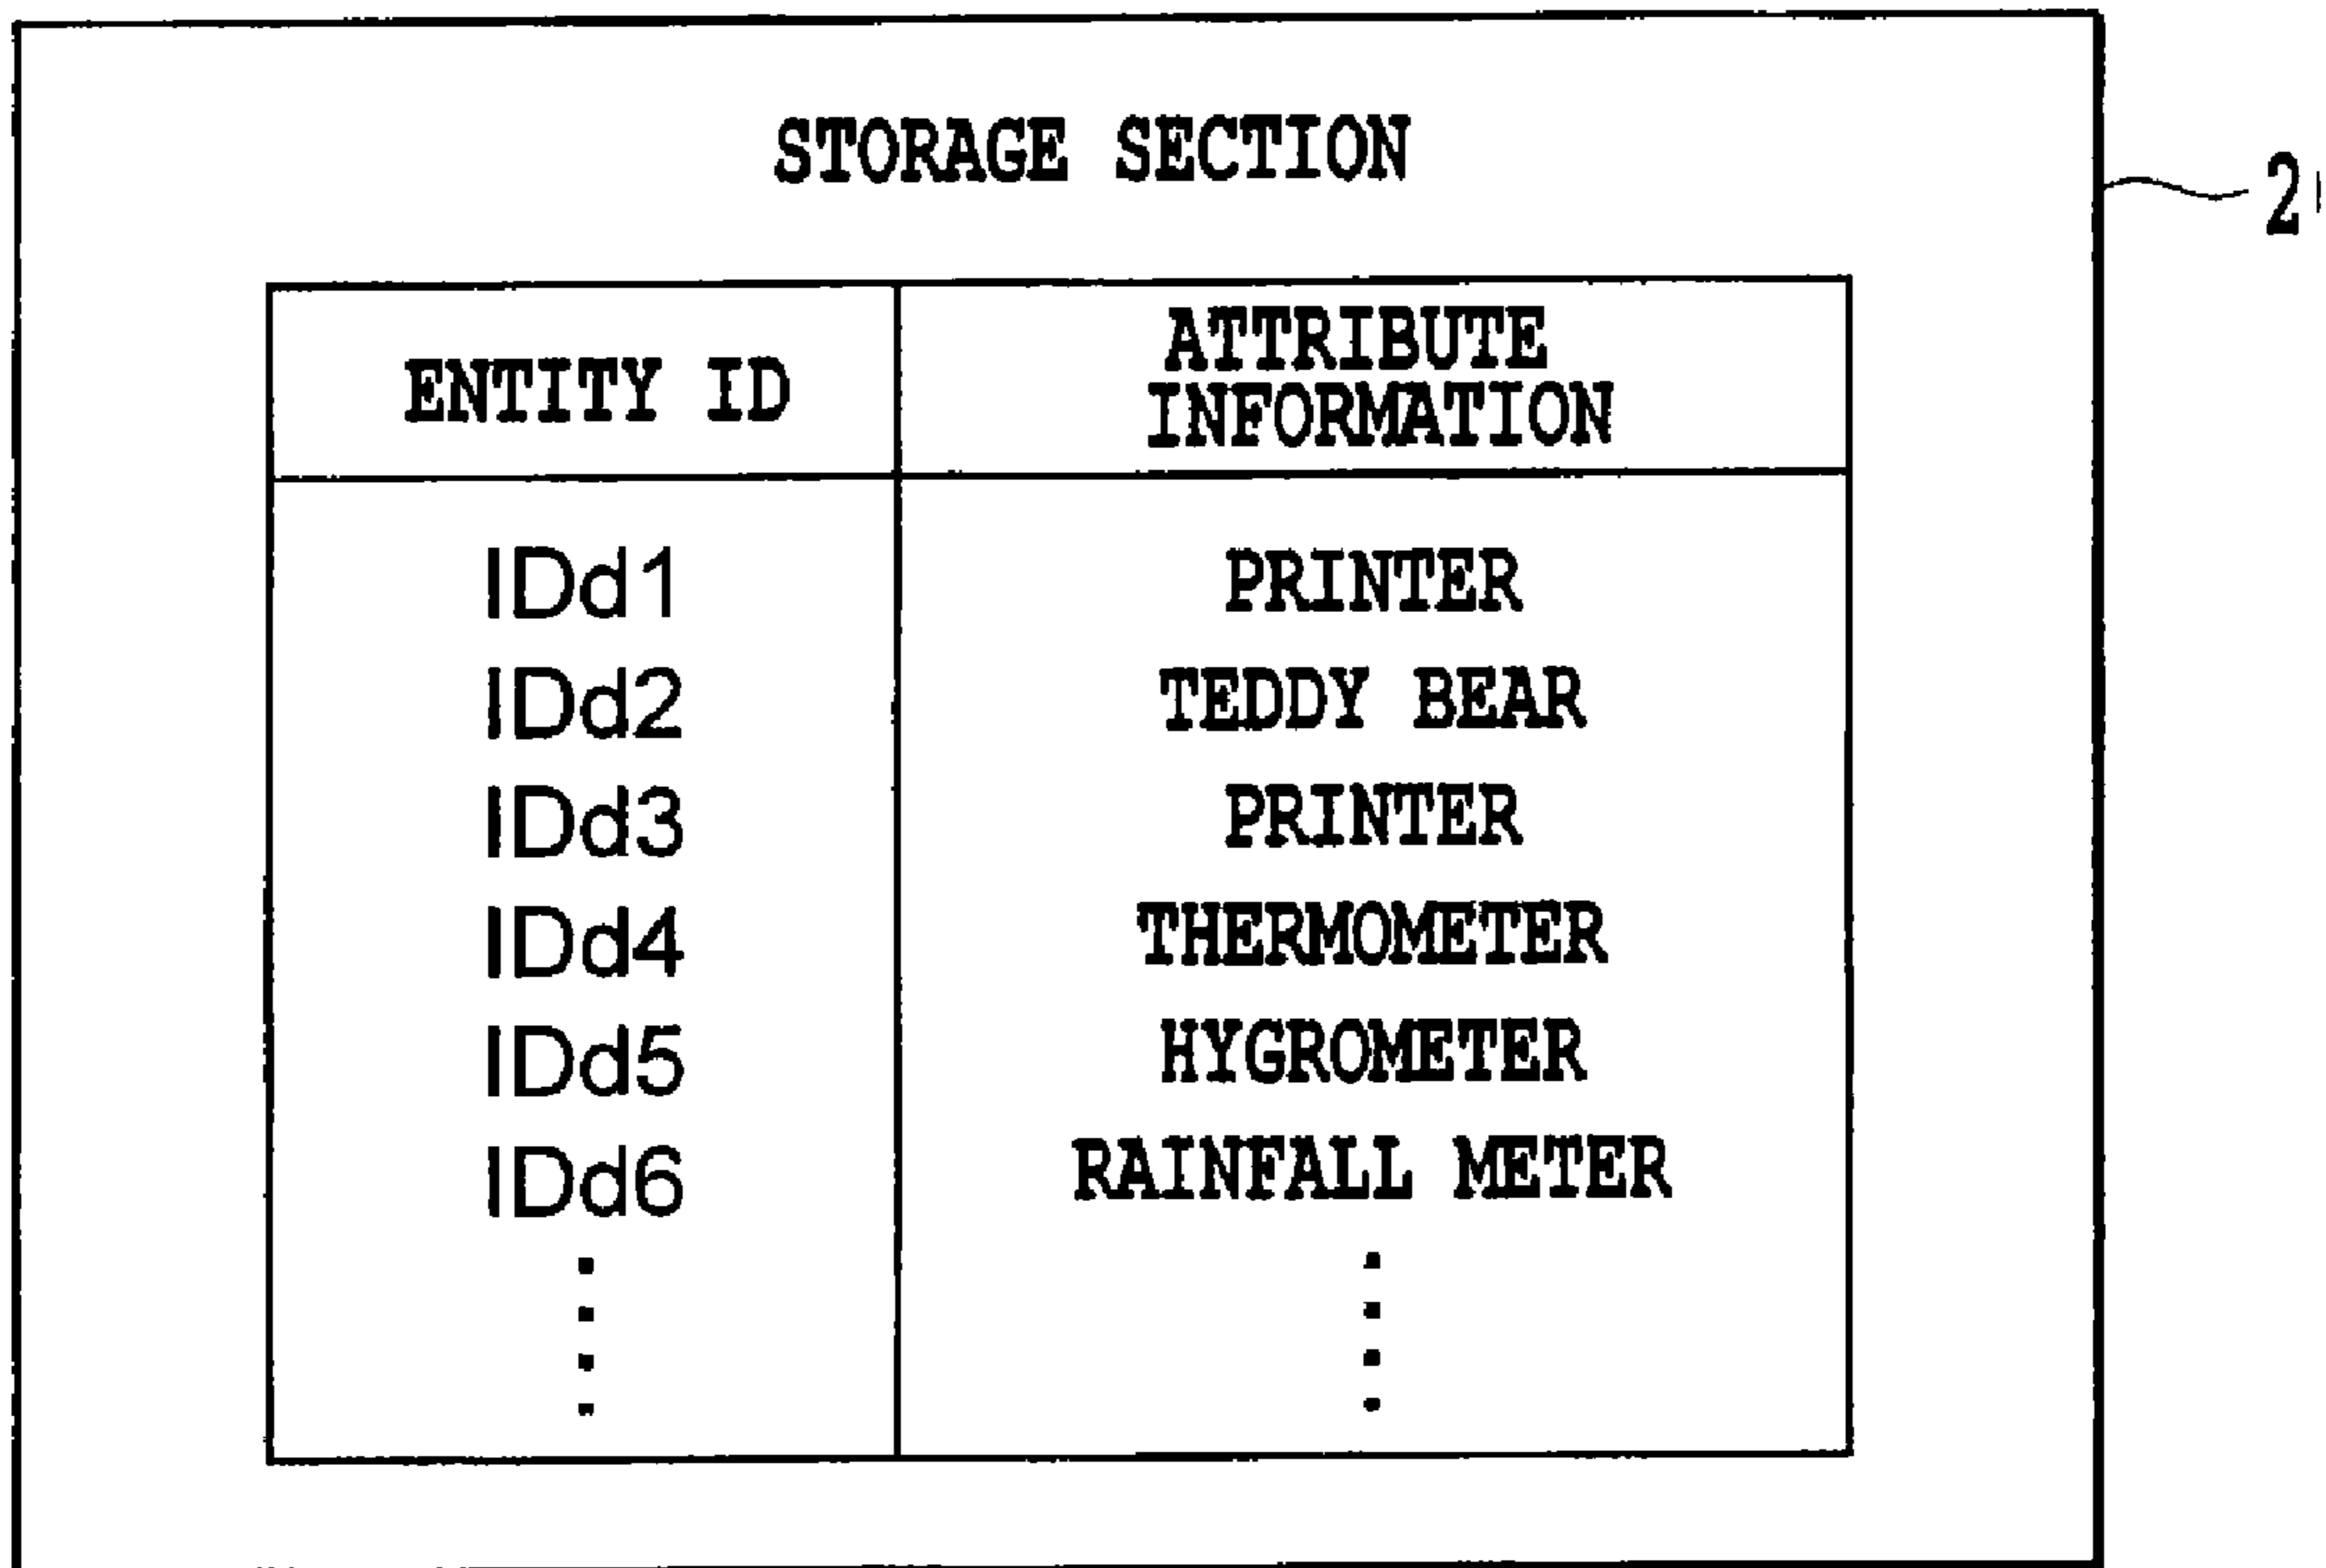 STORAGE SECTION
ENTITY ID
ATTRIBUTE
INFORMATION
IDd1 PRINTER
IDd2 TEDDY BEAR
IDd3 PRINTER
IDd4 THERMOMETER
IDd5 HYGROMETER
IDd6 RAINFALL METER